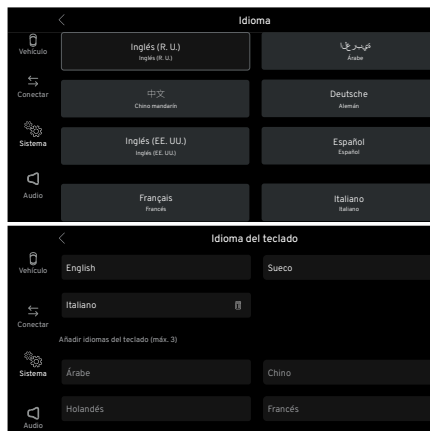 Idioma
Vehículo
Inglés (R. U.)
Inglés (R. U.)
ةيبرعلا
Árabe
Conectar
中文
Chino mandarín
Deutsche
Alemán
Sistema
Inglés (EE. UU.)
Inglés (EE. UU.)
Español
Español
Audio
Français
Francés
Italiano
Italiano
Idioma del teclado
Vehículo
English
Sueco
Italiano
Conectar
Añadir idiomas del teclado (máx. 3)
Sistema
Árabe
Chino
Holandés
Francés
Audio